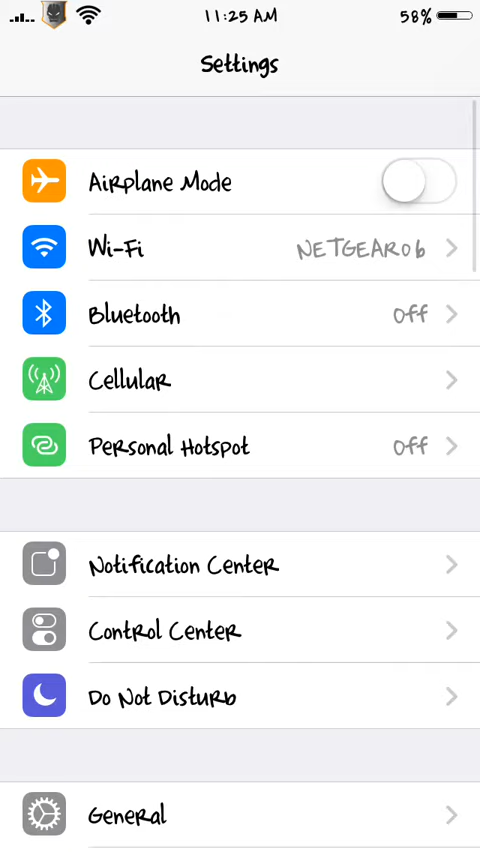 11:25 AM 58%
Settings
Airplane Mode
Wi-Fi NETGEAR06
Bluetooth Off
Cellular
Personal Hotspot Off
Notification Center
Control Center
Do Not Disturb
General